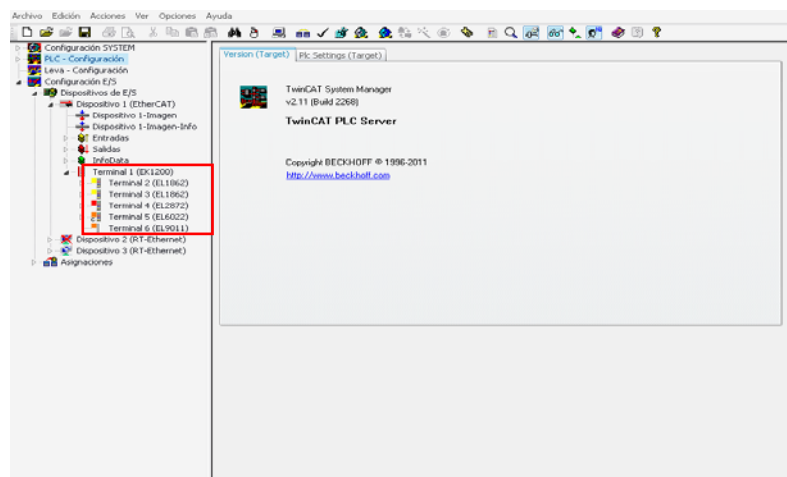 Archivo Edición Acciones Ver Opciones Ayuda
Configuración SYSTEM
PLC - Configuración
Leva - Configuración
Configuración E/S
Dispositivos de E/S
Dispositivo 1 (EtherCAT)
Dispositivo 1-Imagen
Dispositivo 1-Imagen-Info
Entradas
Salidas
InfoData
Terminal 1 (EK1200)
Terminal 2 (EL1862)
Terminal 3 (EL1862)
Terminal 4 (EL2872)
Terminal 5 (EL6022)
Terminal 6 (EL9011)
Dispositivo 2 (RT-Ethernet)
Dispositivo 3 (RT-Ethernet)
Asignaciones
Version (Target) Plc Settings (Target)
TwinCAT System Manager
v2.11 (Build 2268)
TwinCAT PLC Server
Copyright BECKHOFF © 1996-2011
http://www.beckhoff.com